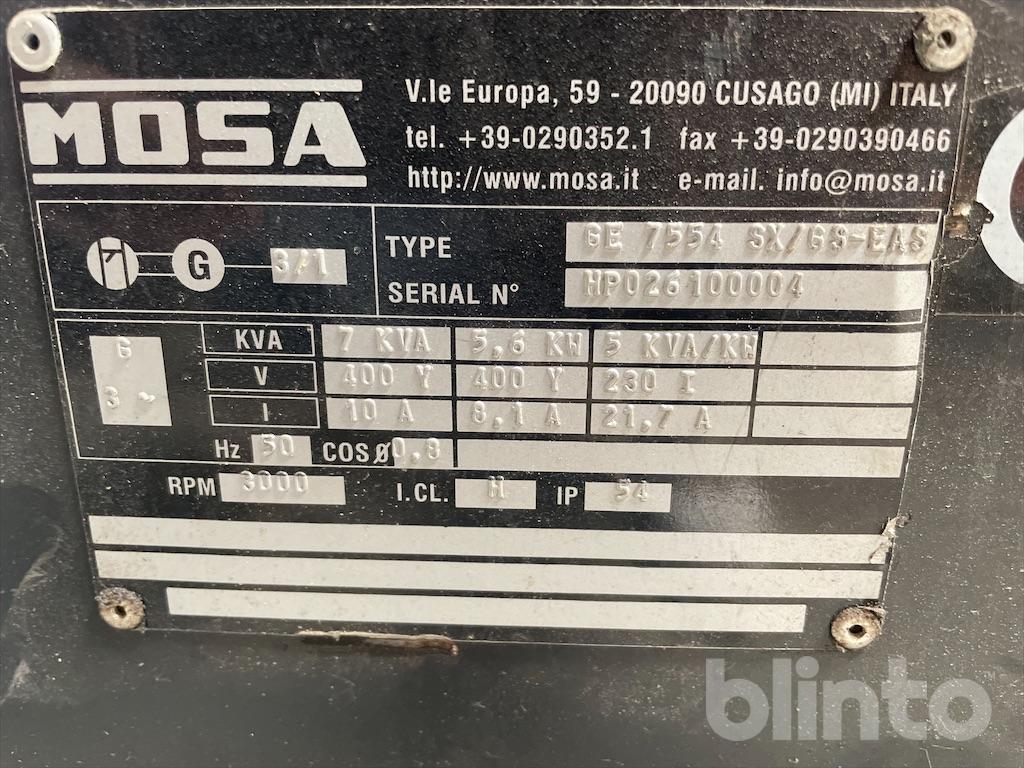 MOSA
V.le Europa, 59 - 20090 CUSAGO (MI) ITALY
tel. +39-0290352.1 fax +39-0290390466
http://www.mosa.it e-mail. info@mosa.it
G 3/1
TYPE GE 7554 SX/GS-EAS
SERIAL N° HP026100004
G
3~
KVA 7 KVA 5,6 KW 5 KVA/KW
V 400 Y 400 Y 230 I
I 10 A 8,1 A 21,7 A
Hz 50 COSø 0,8
RPM 3000 I.CL. H IP 54
blinto